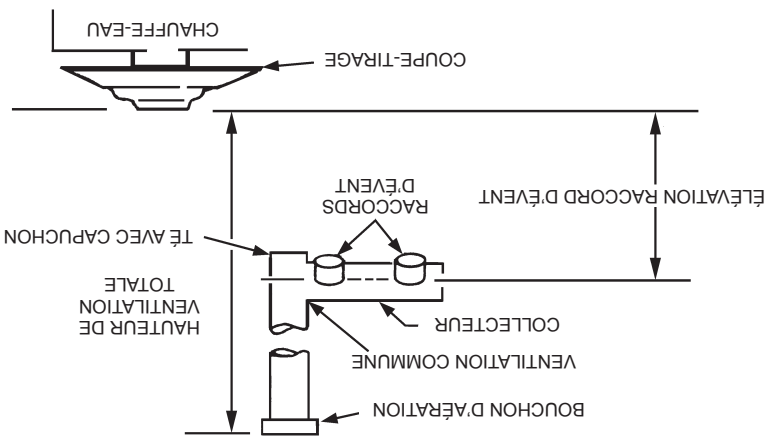 BOUCHON D'AÉRATION
VENTILATION COMMUNE
COLLECTEUR
HAUTEUR DE
VENTILATION
TOTALE
TÉ AVEC CAPUCHON
RACCORDS
D'ÉVENT
ÉLÉVATION RACCORD D'ÉVENT
COUPE-TIRAGE
CHAUFFE-EAU